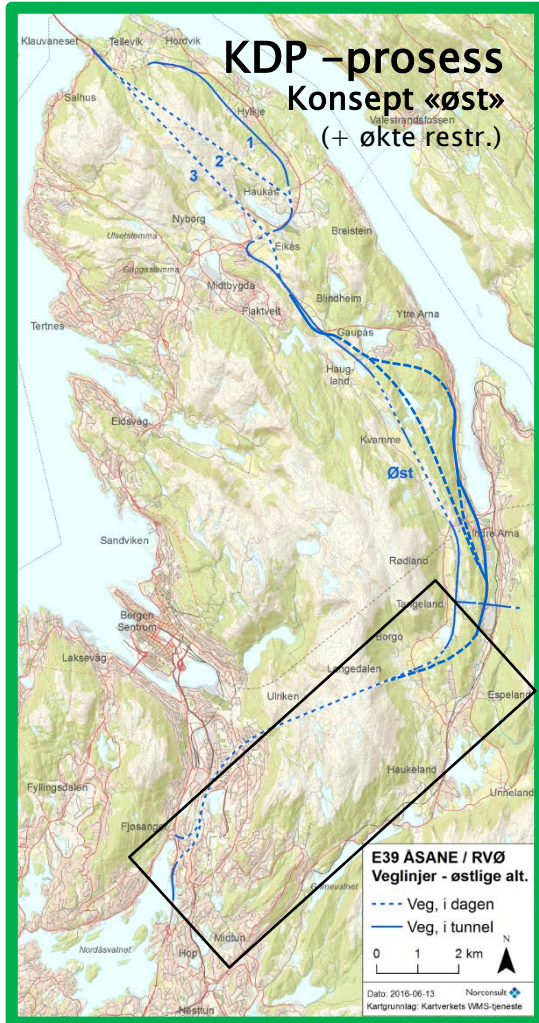 KDP –prosess
Konsept «øst»
(+ økte restr.)
Klauvaneset
Tellevik
Hordvik
Salhus
Hylkje
Valestrandsfossen
1
2
3
Haukås
Nyborg
Breistein
Ulsetstemma
Eikås
Gåggastemma
Midtbygda
Blindheim
Flaktveit
Ytre Arna
Tertnes
Gaupås
Haug-
land
Eidsvåg
Kvamme
Øst
Sandviken
Indre Arna
Rødland
Tangeland
Bergen
Sentrum
Borgo
Laksevåg
Langedalen
Ulriken
Espeland
Haukeland
Unneland
Fyllingsdalen
Fjøsanger
Grimevatnet
Nordåsvatnet
Midtun
Hop
Nesttun
E39 ÅSANE / RVØ
Veglinjer - østlige alt.
Veg, i dagen
Veg, i tunnel
N
0 1 2 km
Dato: 2016-06-13 Norconsult
Kartgrunnlag: Kartverkets WMS-tjeneste